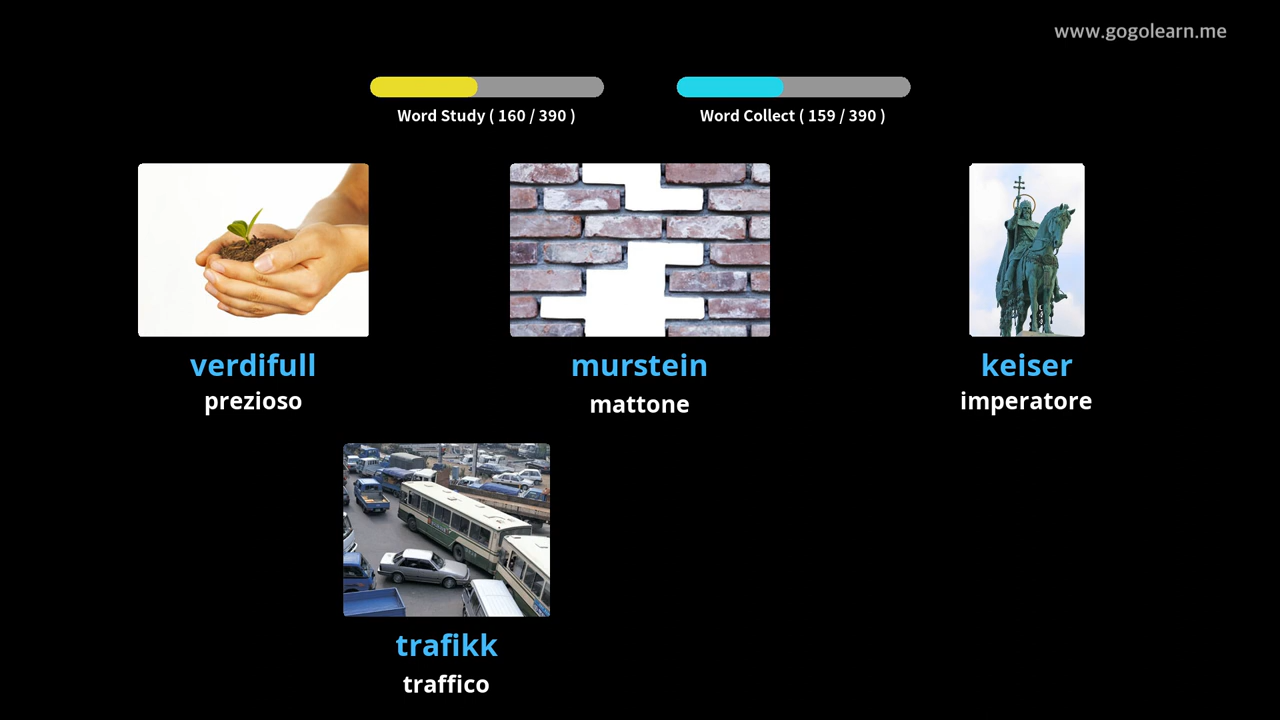 www.gogolearn.me
Word Study ( 160 / 390 )
Word Collect ( 159 / 390 )
verdifull
prezioso
murstein
mattone
keiser
imperatore
trafikk
traffico